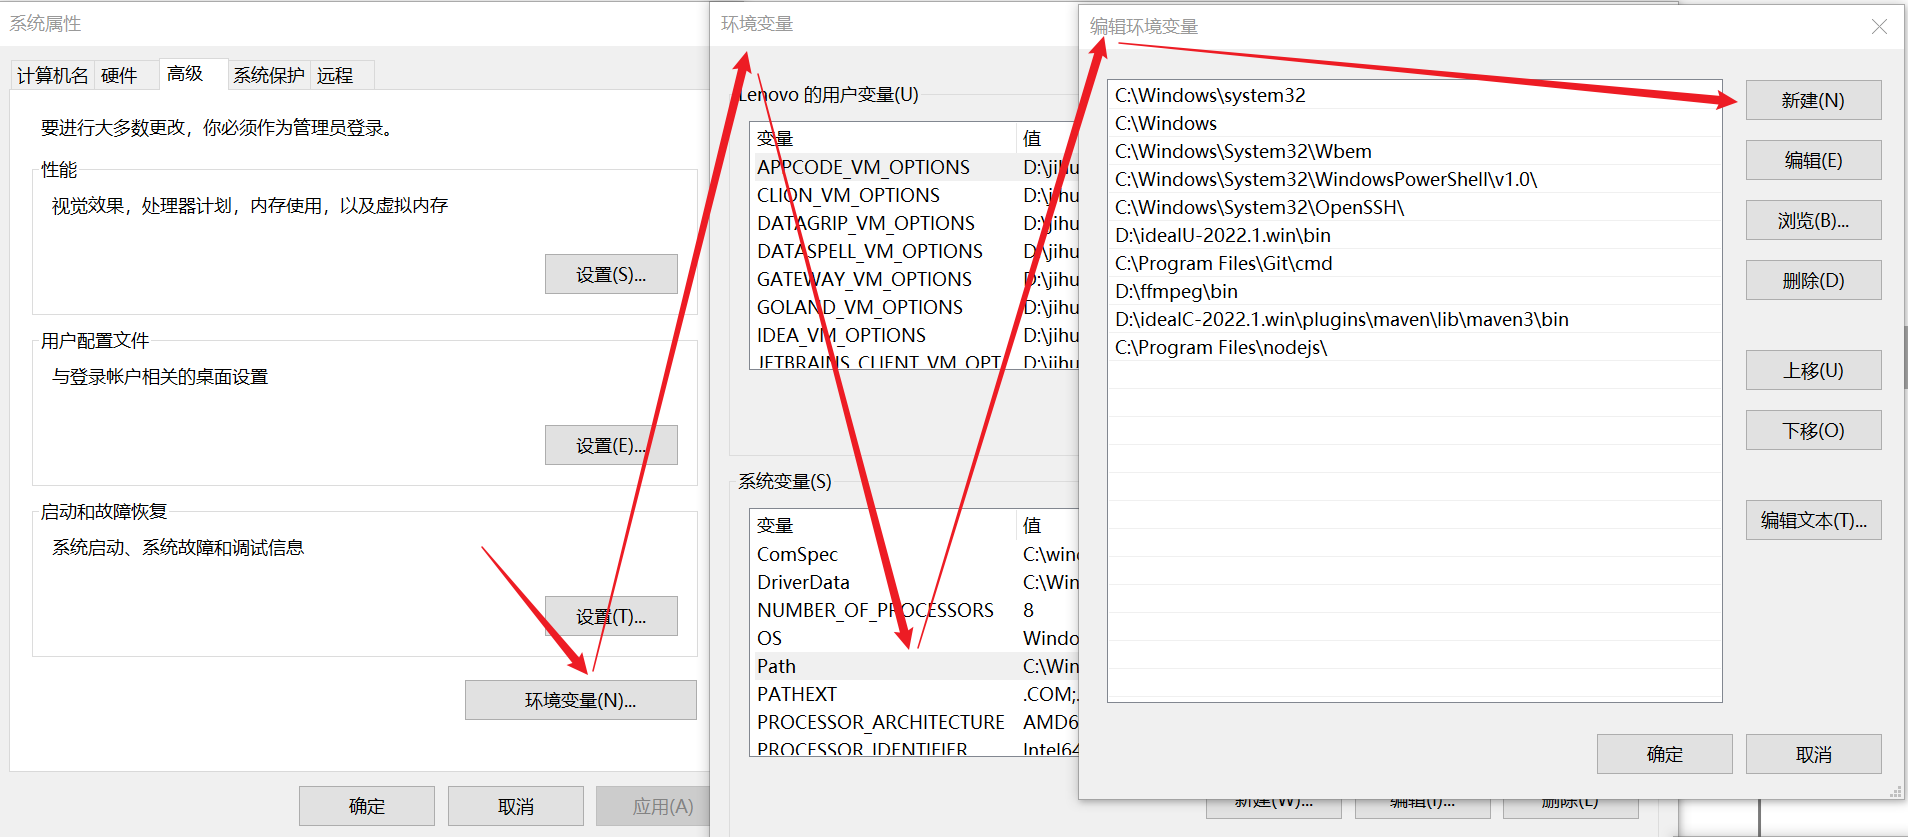 系统属性
计算机名
硬件
高级
系统保护
远程
要进行大多数更改，你必须作为管理员登录。
性能
视觉效果，处理器计划，内存使用，以及虚拟内存
设置(S)...
用户配置文件
与登录帐户相关的桌面设置
设置(E)...
启动和故障恢复
系统启动、系统故障和调试信息
设置(T)...
环境变量(N)...
确定
取消
应用(A)
环境变量
Lenovo 的用户变量(U)
变量 值
APPCODE_VM_OPTIONS D:\jihu
CLION_VM_OPTIONS D:\jihu
DATAGRIP_VM_OPTIONS D:\jihu
DATASPELL_VM_OPTIONS D:\jihu
GATEWAY_VM_OPTIONS D:\jihu
GOLAND_VM_OPTIONS D:\jihu
IDEA_VM_OPTIONS D:\jihu
JETBRAINS_CLIENT_VM_OPT D:\jihu
系统变量(S)
变量 值
ComSpec C:\wind
DriverData C:\Win
NUMBER_OF_PROCESSORS 8
OS Windo
Path C:\Win
PATHEXT .COM;.
PROCESSOR_ARCHITECTURE AMD6
PROCESSOR_IDENTIFIER Intel64
新建(W)...
编辑(I)...
删除(L)
编辑环境变量
C:\Windows\system32
C:\Windows
C:\Windows\System32\Wbem
C:\Windows\System32\WindowsPowerShell\v1.0\
C:\Windows\System32\OpenSSH\
D:\idealU-2022.1.win\bin
C:\Program Files\Git\cmd
D:\ffmpeg\bin
D:\idealC-2022.1.win\plugins\maven\lib\maven3\bin
C:\Program Files\nodejs\
新建(N)
编辑(E)
浏览(B)...
删除(D)
上移(U)
下移(O)
编辑文本(T)...
确定
取消